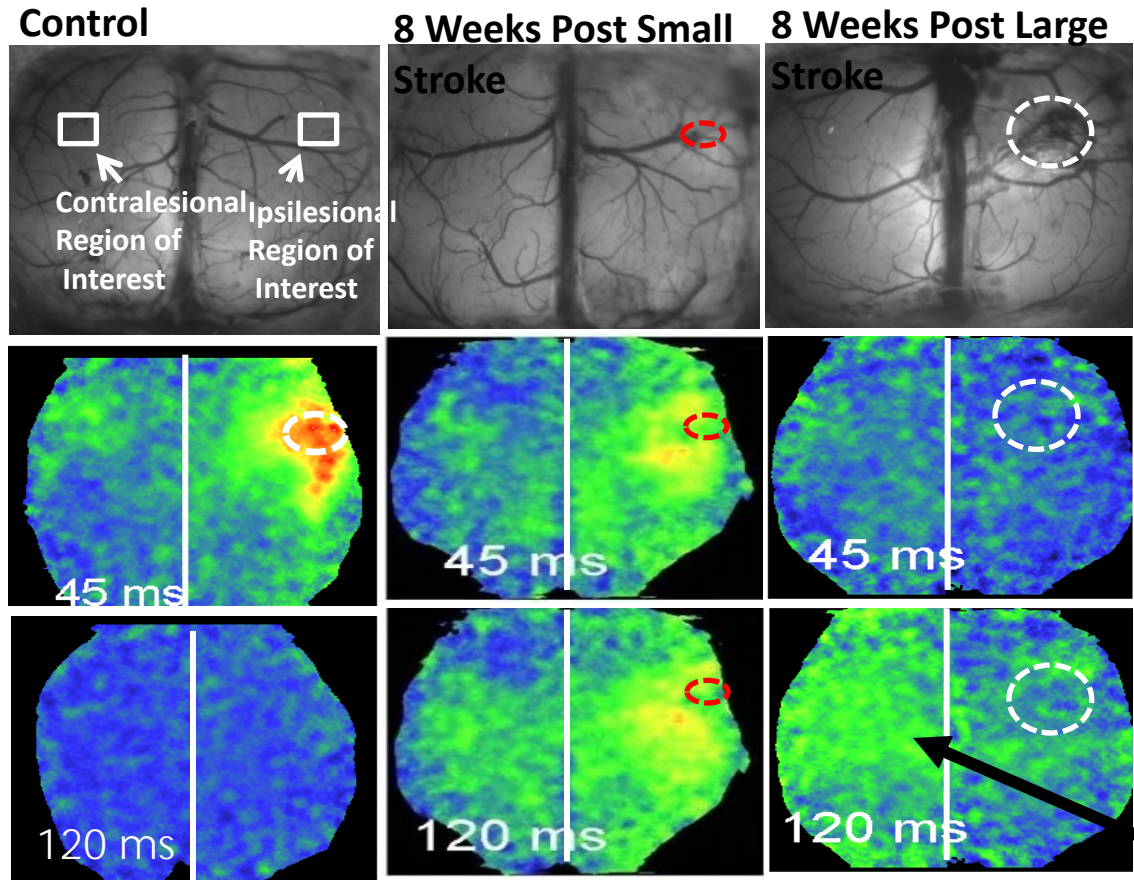 Control
8 Weeks Post Small
Stroke
8 Weeks Post Large
Stroke
Contralesional
Region of
Interest
Ipsilesional
Region of
Interest
45 ms
45 ms
45 ms
120 ms
120 ms
120 ms